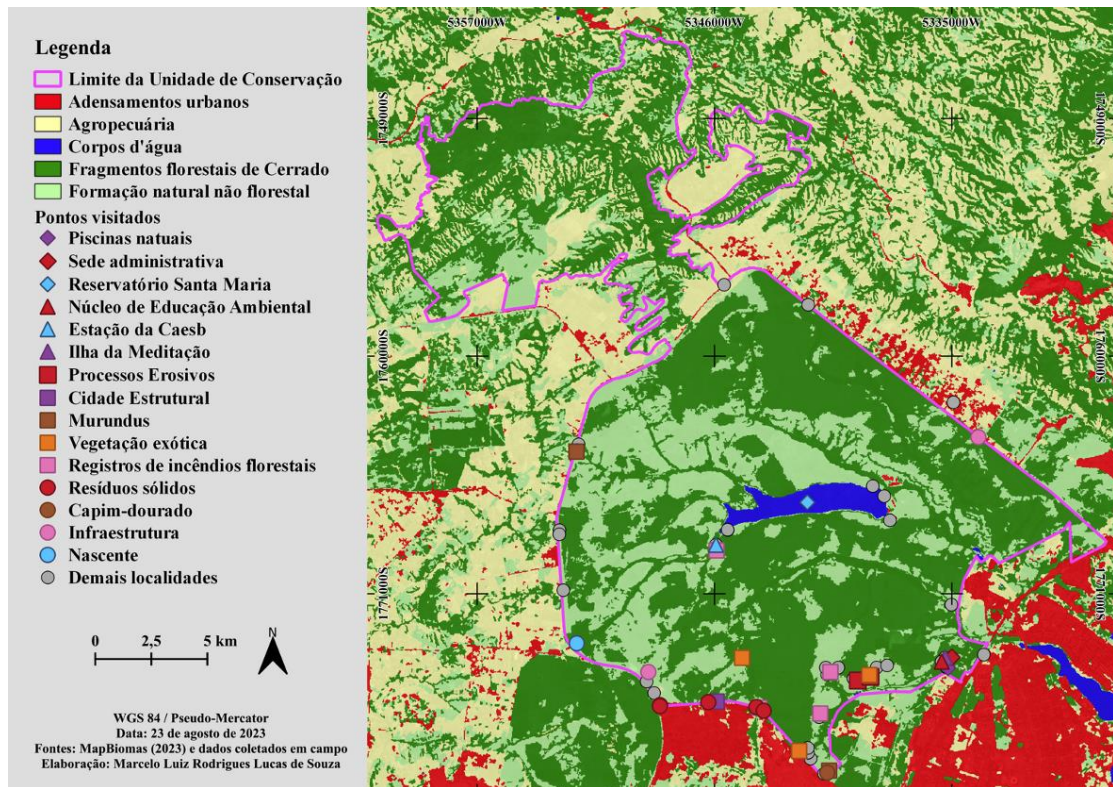 Legenda
Limite da Unidade de Conservação
Adensamentos urbanos
Agropecuária
Corpos d'água
Fragmentos florestais de Cerrado
Formação natural não florestal
Pontos visitados
Piscinas natuais
Sede administrativa
Reservatório Santa Maria
Núcleo de Educação Ambiental
Estação da Caesb
Ilha da Meditação
Processos Erosivos
Cidade Estrutural
Murundus
Vegetação exótica
Registros de incêndios florestais
Resíduos sólidos
Capim-dourado
Infraestrutura
Nascente
Demais localidades
0 2,5 5 km
N
WGS 84 / Pseudo-Mercator
Data: 23 de agosto de 2023
Fontes: MapBiomas (2023) e dados coletados em campo
Elaboração: Marcelo Luiz Rodrigues Lucas de Souza
5357000W 5346000W 5335000W
1749000S 1749000S
1760000S 1760000S
1771000S 1771000S